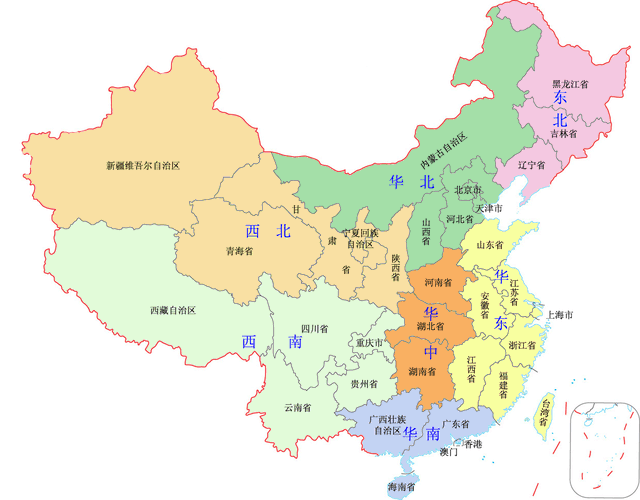 黑龙江省
东
北
吉林省
辽宁省
内蒙古自治区
华 北
北京市
天津市
河北省
山西省
新疆维吾尔自治区
甘
肃
省
宁夏回族
自治区
西 北
青海省
陕西省
山东省
河南省
华
东
江苏省
安徽省
上海市
浙江省
江西省
福建省
台湾省
华
中
湖北省
湖南省
西藏自治区
四川省
西 南
重庆市
贵州省
云南省
广西壮族
自治区
广东省
华南
香港
澳门
海南省